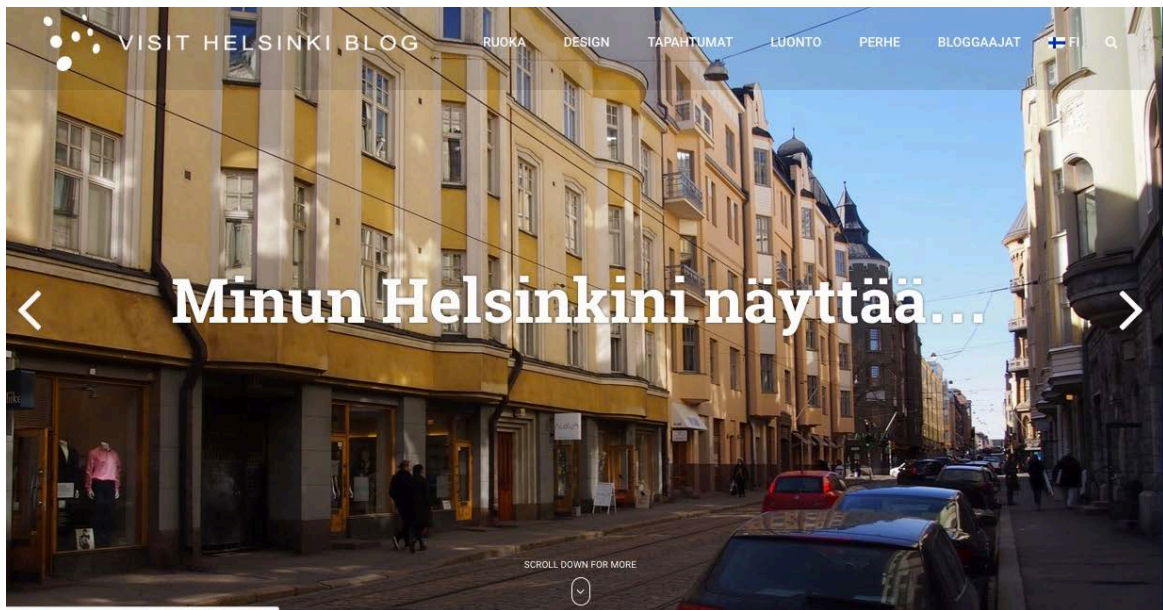 VISIT HELSINKI BLOG
RUOKA DESIGN TAPAHTUMAT LUONTO PERHE BLOGGAAJAT FI
Minun Helsinkini näyttää...
SCROLL DOWN FOR MORE